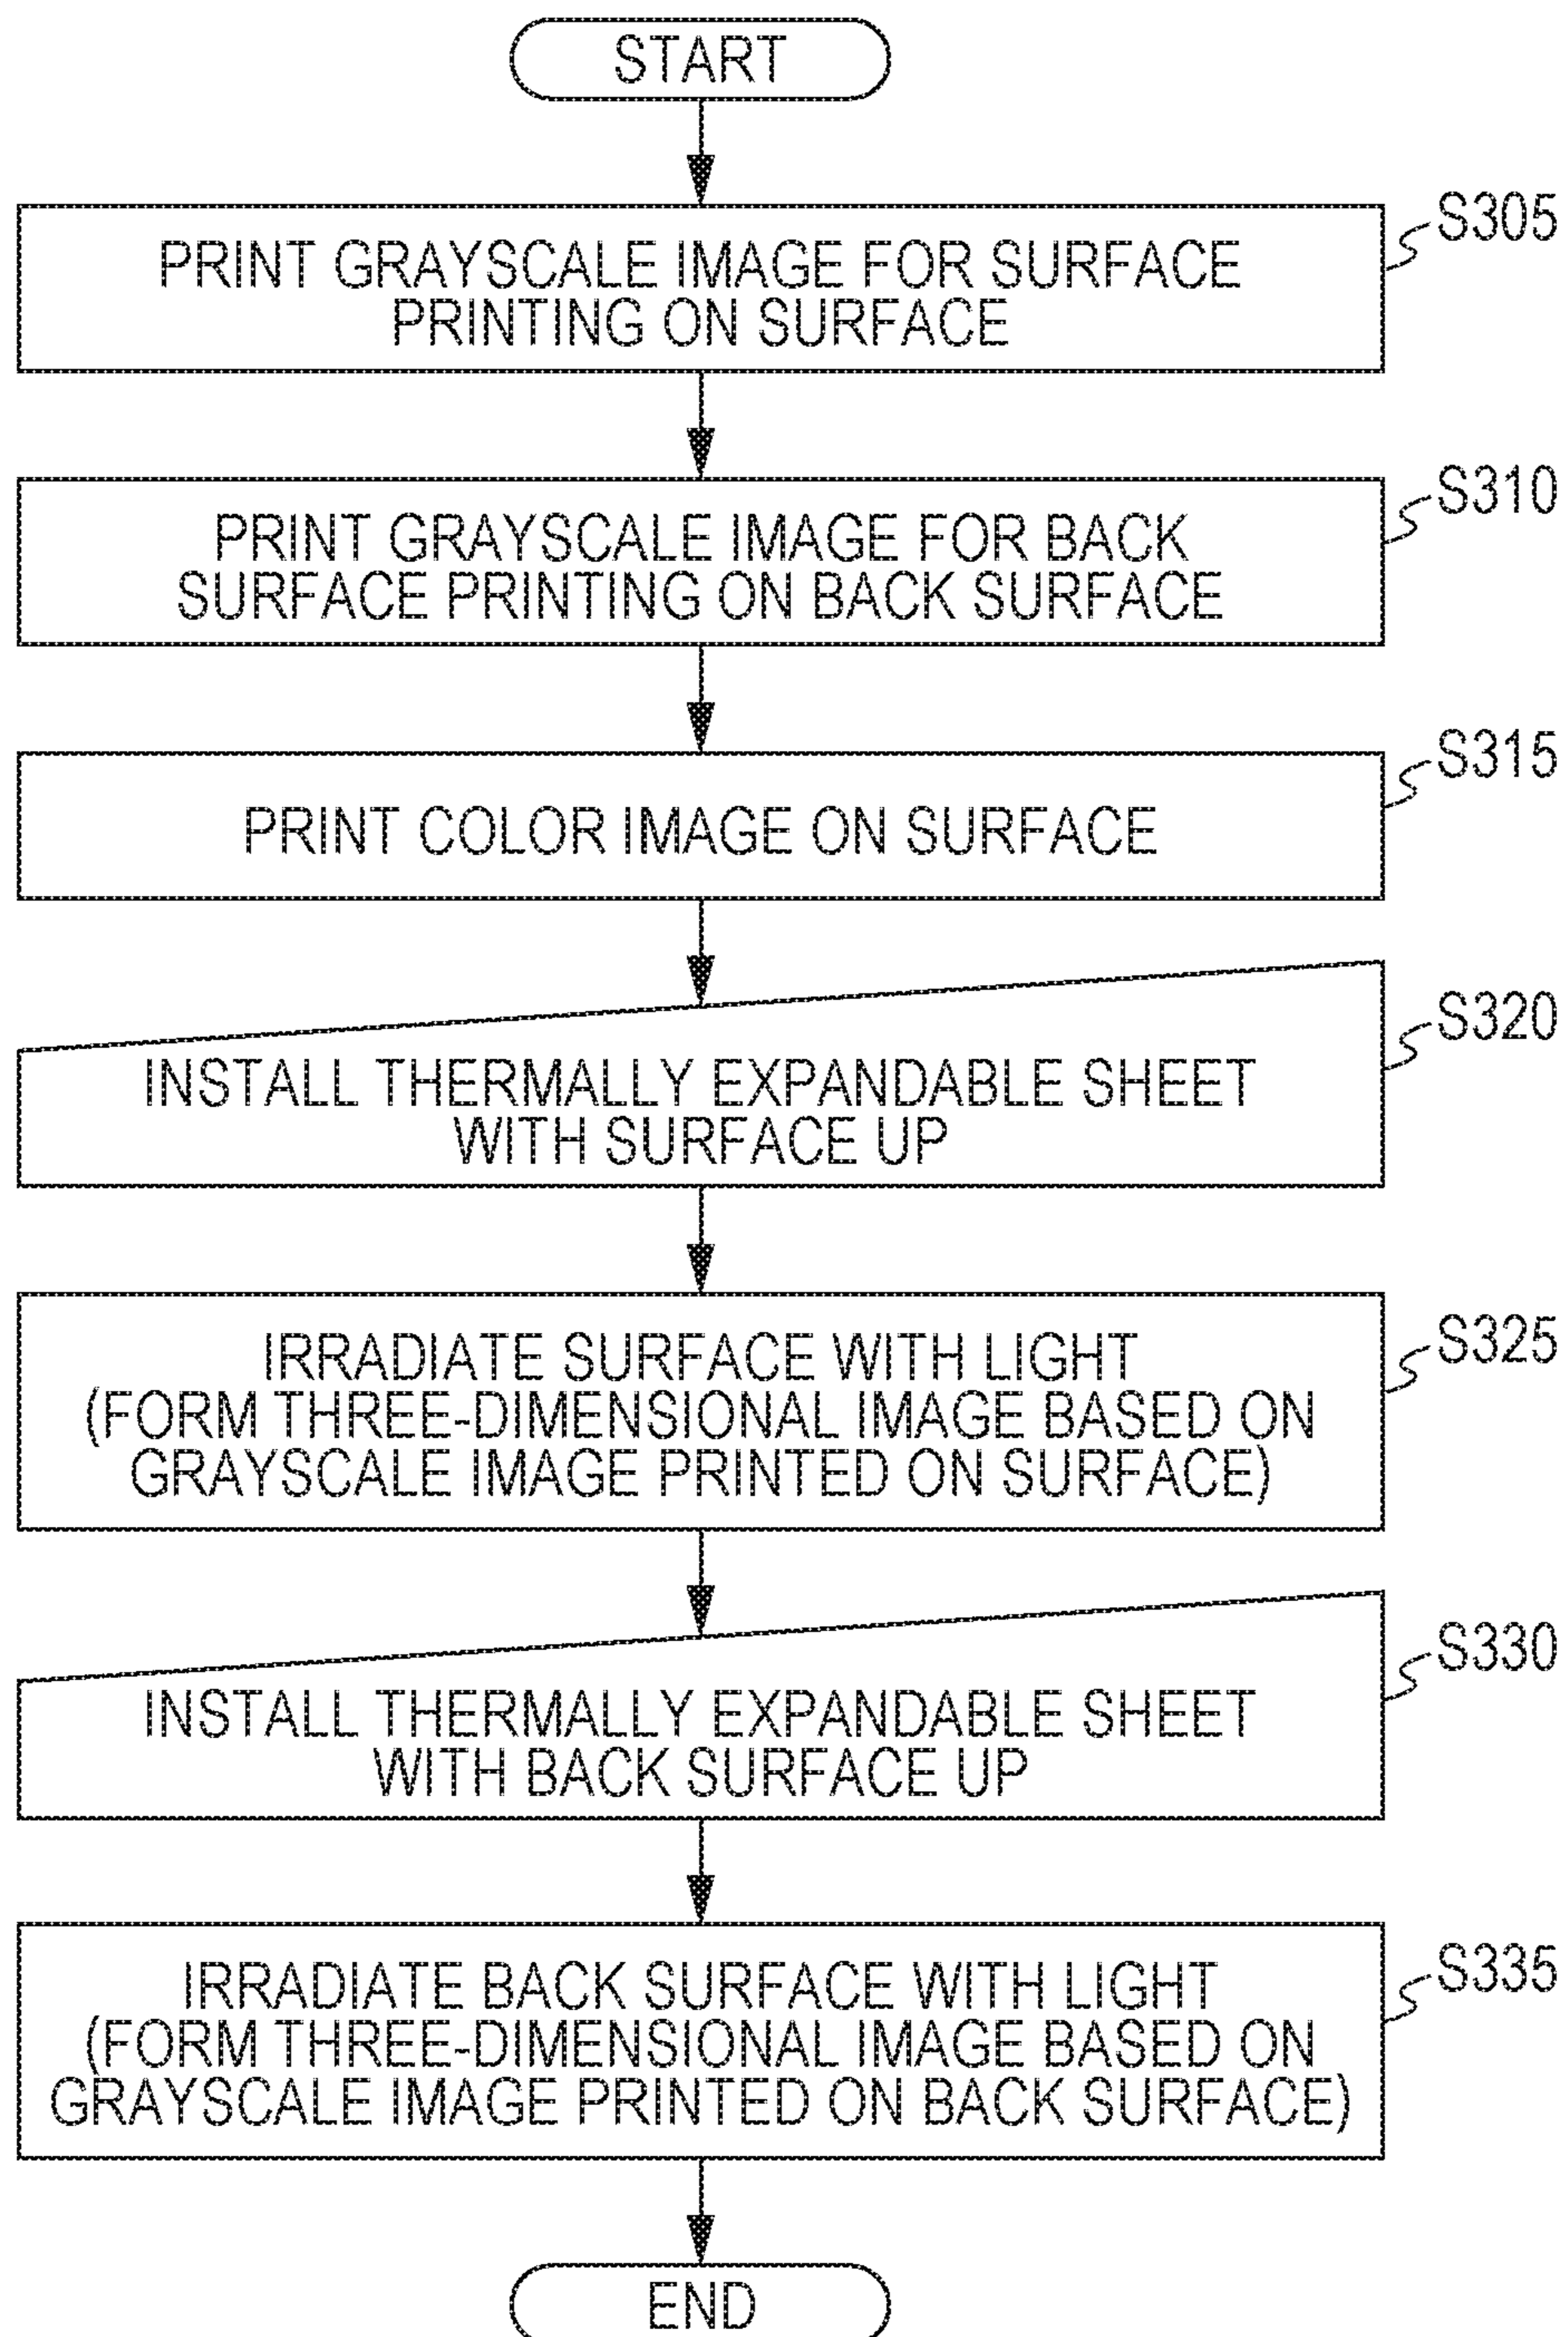 START
S305
PRINT GRAYSCALE IMAGE FOR SURFACE
PRINTING ON SURFACE
S310
PRINT GRAYSCALE IMAGE FOR BACK
SURFACE PRINTING ON BACK SURFACE
S315
PRINT COLOR IMAGE ON SURFACE
S320
INSTALL THERMALLY EXPANDABLE SHEET
WITH SURFACE UP
S325
IRRADIATE SURFACE WITH LIGHT
(FORM THREE-DIMENSIONAL IMAGE BASED ON
GRAYSCALE IMAGE PRINTED ON SURFACE)
S330
INSTALL THERMALLY EXPANDABLE SHEET
WITH BACK SURFACE UP
S335
IRRADIATE BACK SURFACE WITH LIGHT
(FORM THREE-DIMENSIONAL IMAGE BASED ON
GRAYSCALE IMAGE PRINTED ON BACK SURFACE)
END